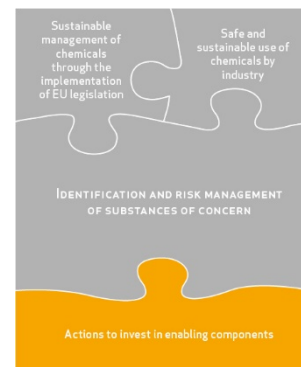 Sustainable
management of
chemicals
through the
implementation
of EU legislation
Safe and
sustainable use of
chemicals by
industry
IDENTIFICATION AND RISK MANAGEMENT
OF SUBSTANCES OF CONCERN
Actions to invest in enabling components